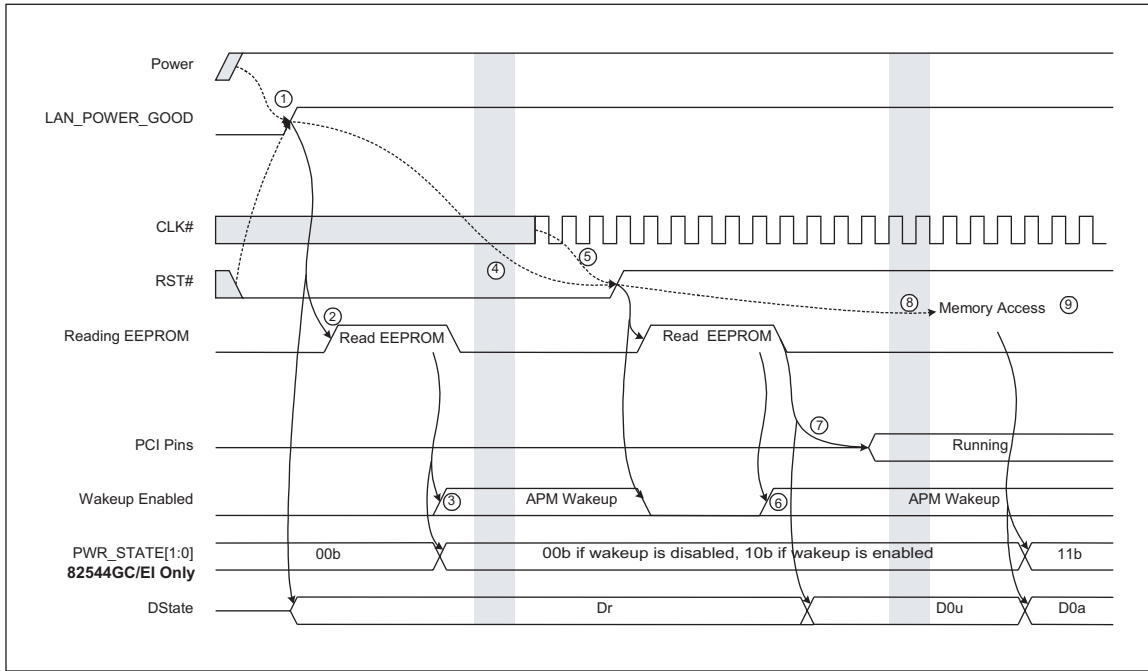 Power
①
LAN_POWER_GOOD
CLK#
⑤
④
RST#
⑧ Memory Access ⑨
②
Reading EEPROM Read EEPROM Read EEPROM
⑦
PCI Pins Running
Wakeup Enabled ③ APM Wakeup ⑥ APM Wakeup
PWR_STATE[1:0] 00b 00b if wakeup is disabled, 10b if wakeup is enabled 11b
82544GC/EI Only
DState Dr D0u D0a